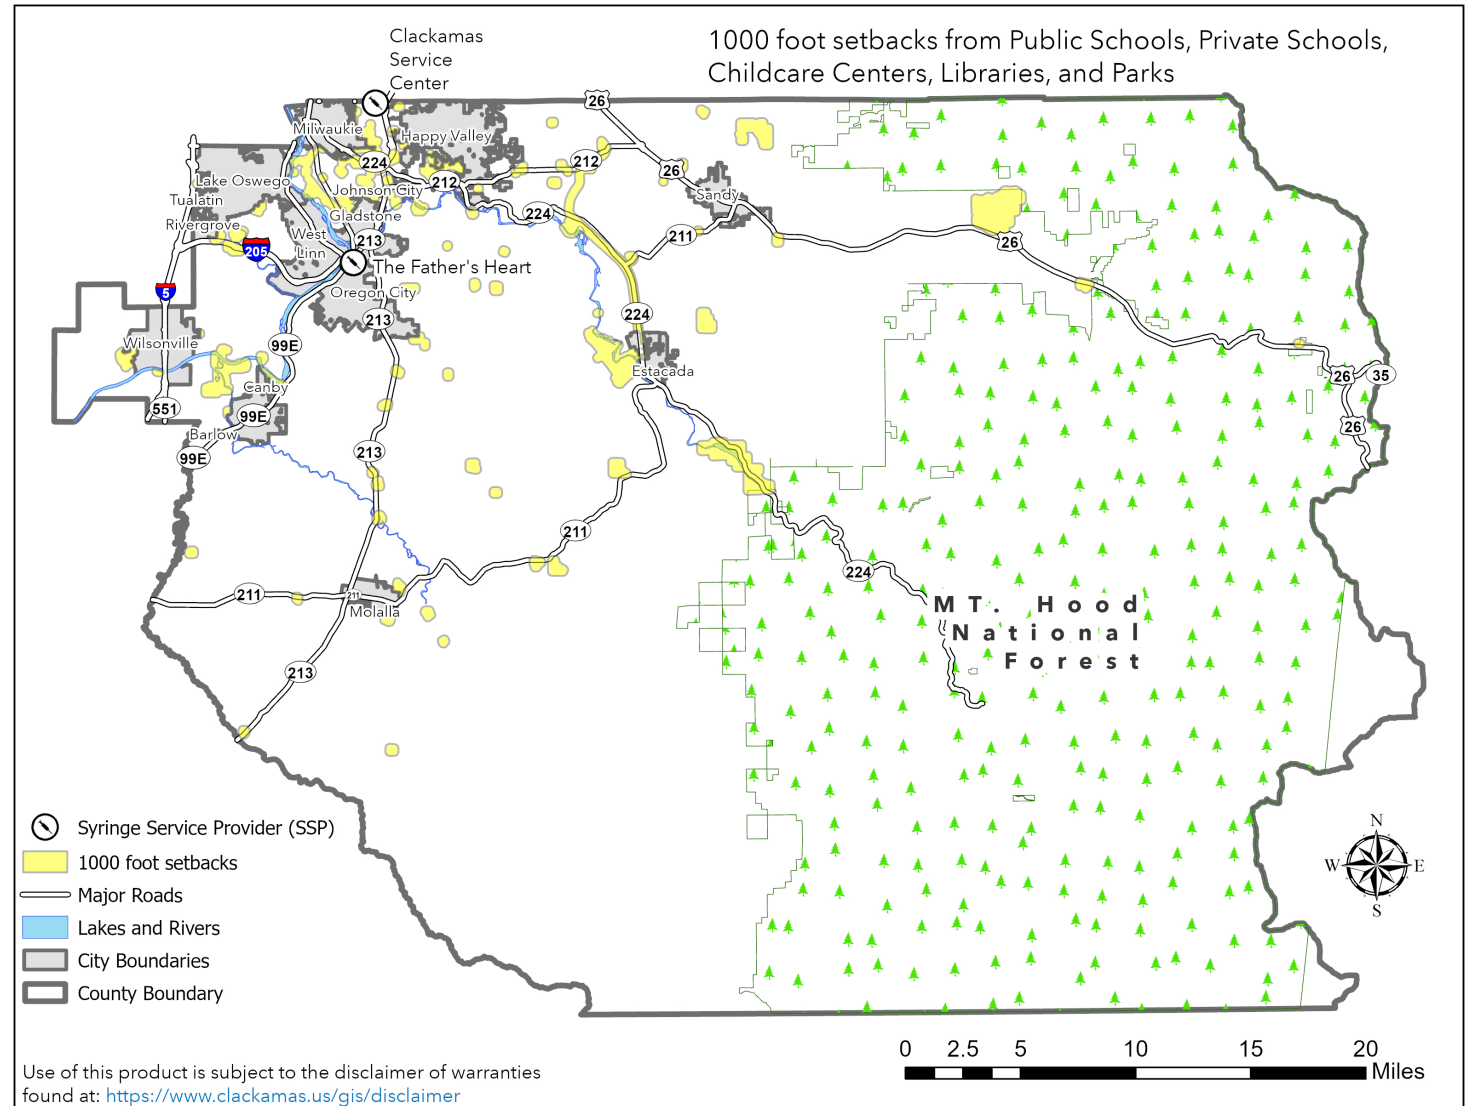 1000 foot setbacks from Public Schools, Private Schools,
Childcare Centers, Libraries, and Parks
Clackamas
Service
Center
26
Milwaukie
Happy Valley
224
212
26
Lake Oswego
Johnson City
212
Sandy
Tualatin
Gladstone
224
Rivergrove
West
Linn
213
211
26
205
The Father's Heart
5
Oregon City
213
224
Wilsonville
99E
Estacada
26
35
Canby
551
99E
26
Barlow
99E
213
211
224
211
211
Molalla
MT. Hood
National
Forest
213
Syringe Service Provider (SSP)
1000 foot setbacks
Major Roads
Lakes and Rivers
City Boundaries
County Boundary
N
W
E
S
0 2.5 5 10 15 20
Miles
Use of this product is subject to the disclaimer of warranties
found at: https://www.clackamas.us/gis/disclaimer